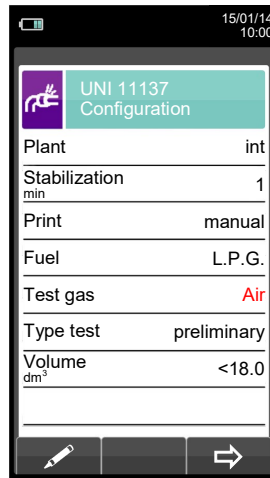 15/01/14
10:00
UNI 11137
Configuration
Plant int
Stabilization
min 1
Print manual
Fuel L.P.G.
Test gas Air
Type test preliminary
Volume
dm³ <18.0